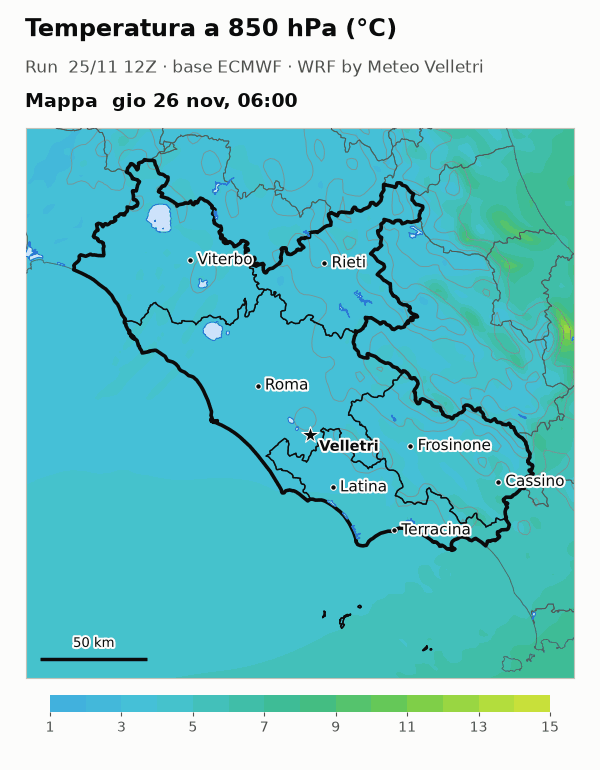 Temperatura a 850 hPa (°C)
Run 25/11 12Z · base ECMWF · WRF by Meteo Velletri
Mappa gio 26 nov, 06:00
Viterbo
Rieti
Roma
Velletri
Frosinone
Latina
Cassino
Terracina
50 km
1 3 5 7 9 11 13 15